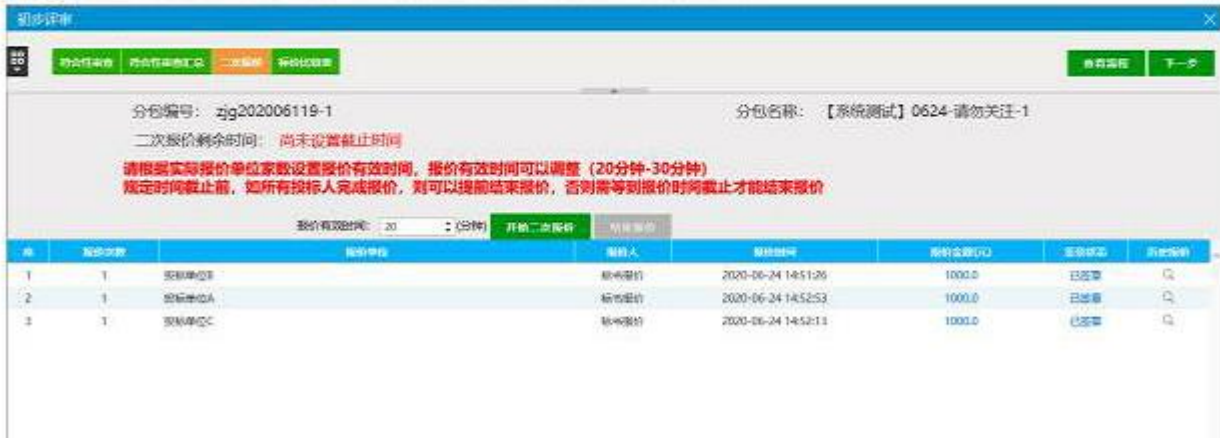 初步评审
符合性审查 符合性审查汇总 二次报价 标价比较表 查看流程 下一步
分包编号： zjg202006119-1 分包名称： 【系统测试】0624-请勿关注-1
二次报价剩余时间： 尚未设置截止时间
请根据实际报价单位家数设置报价有效时间，报价有效时间可以调整（20分钟-30分钟）
规定时间截止前，如所有投标人完成报价，则可以提前结束报价，否则需等到报价时间截止才能结束报价
报价有效时间： 20 (分钟) 开始二次报价 结束报价
报价次数 报价单位 报价人 报价时间 报价金额(元) 签章状态 历史报价
1 1 投标单位B 标书报价 2020-06-24 14:51:26 1000.0 已签章
2 1 投标单位A 标书报价 2020-06-24 14:52:53 1000.0 已签章
3 1 投标单位C 标书报价 2020-06-24 14:52:13 1000.0 已签章